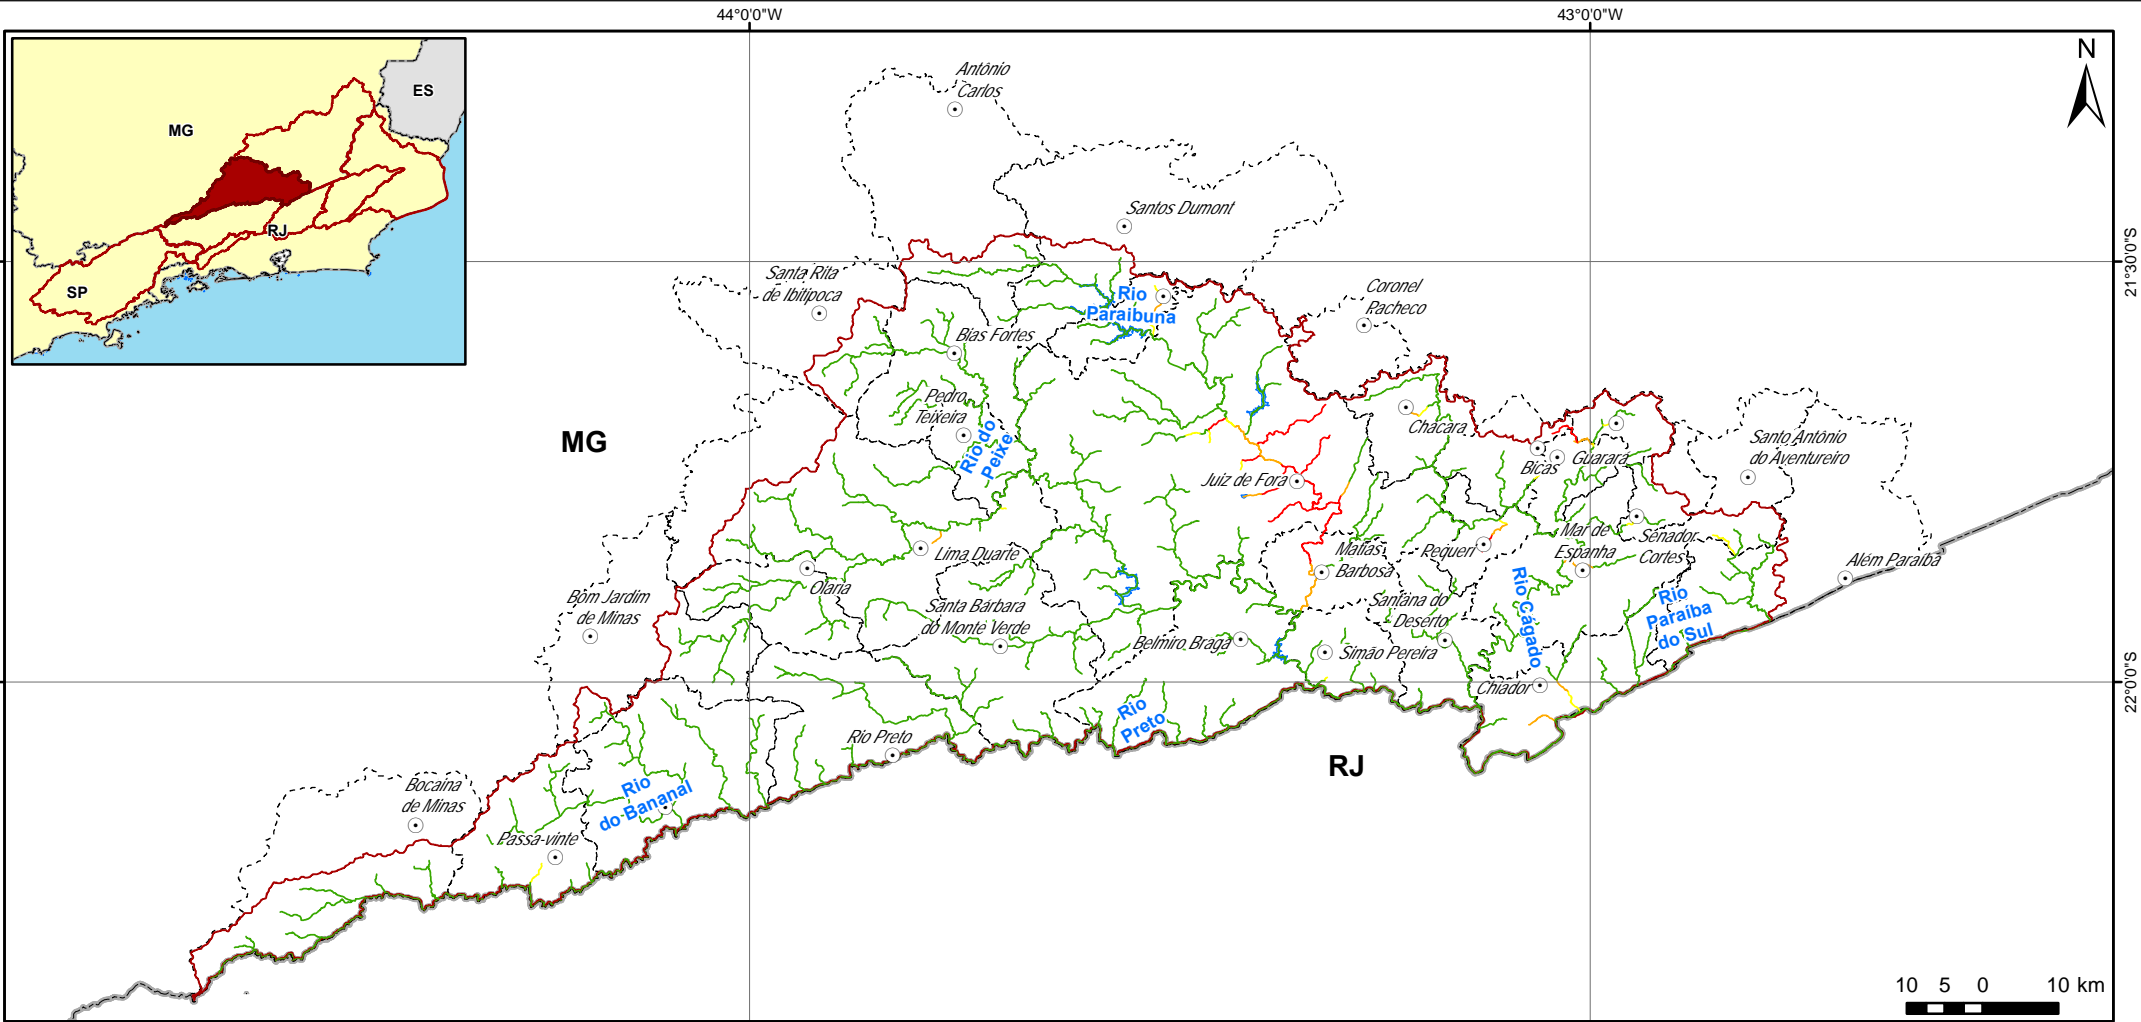 44°0'0"W
43°0'0"W
N
ES
MG
RJ
SP
21°30'0"S
22°0'0"S
Antônio
Carlos
Santos Dumont
Santa Rita
de Ibitipoca
Coronel
Pacheco
Rio
Paraibuna
Bias Fortes
Pedro
Teixeira
Rio do
Peixe
MG
Chácara
Bicas
Guarará
Santo Antônio
do Aventureiro
Juiz de Fora
Lima Duarte
Olaria
Matias
Barbosa
Pequeri
Mar de
Espanha
Senador
Cortes
Além Paraíba
Bom Jardim
de Minas
Santa Bárbara
do Monte Verde
Santana do
Deserto
Rio Cágado
Rio
Paraíba
do Sul
Belmiro Braga
Simão Pereira
Chiador
Rio
Preto
Rio Preto
RJ
Bocaina
de Minas
Rio
do Bananal
Passa-vinte
10 5 0 10 km